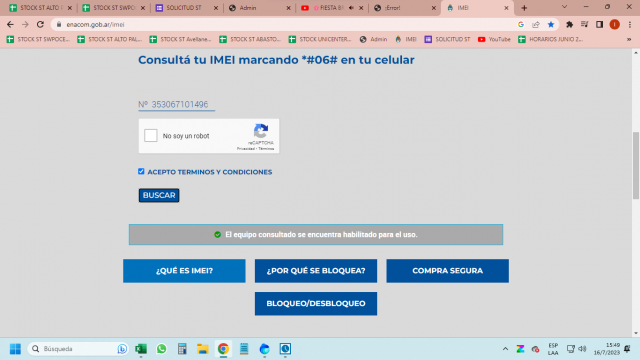 STOCK ST ALTO
STOCK ST SWPOC
SOLICITUD ST
Admin
FIESTA
¡Error!
IMEI
enacom.gob.ar/imei
STOCK ST SWPOCE...
STOCK ST ALTO PAL...
STOCK ST Avellane...
STOCK ST ABASTO...
STOCK UNICENTER...
Admin
IMEI
SOLICITUD ST
YouTube
HORARIOS JUNIO 2...
Consultá tu IMEI marcando *#06# en tu celular
Nº 353067101496
No soy un robot
reCAPTCHA
Privacidad - Términos
ACEPTO TERMINOS Y CONDICIONES
BUSCAR
El equipo consultado se encuentra habilitado para el uso.
¿QUÉ ES IMEI?
¿POR QUÉ SE BLOQUEA?
COMPRA SEGURA
BLOQUEO/DESBLOQUEO
Búsqueda
ESP
LAA
15:49
16/7/2023